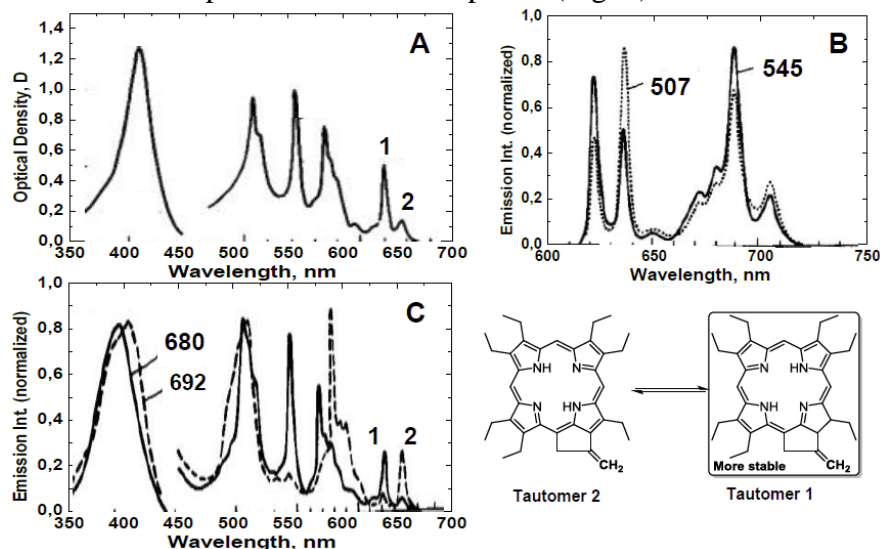 A
Optical Density, D
1,4
1,2
1,0
0,8
0,6
0,4
0,2
0,0
1
2
400 500 550 600 650 700
Wavelength, nm
B
Emission Int. (normalized)
1,0
0,8
0,6
0,4
0,2
0,0
507
545
600 650 700 750
Wavelength, nm
C
Emission Int. (normalized)
1,0
0,8
0,6
0,4
0,2
0,0
680
692
1
2
350 400 450 450 500 550 600 650 700
Wavelength, nm
NH N
N HN
CH2
Tautomer 2
N HN
NH N
More stable
CH2
Tautomer 1